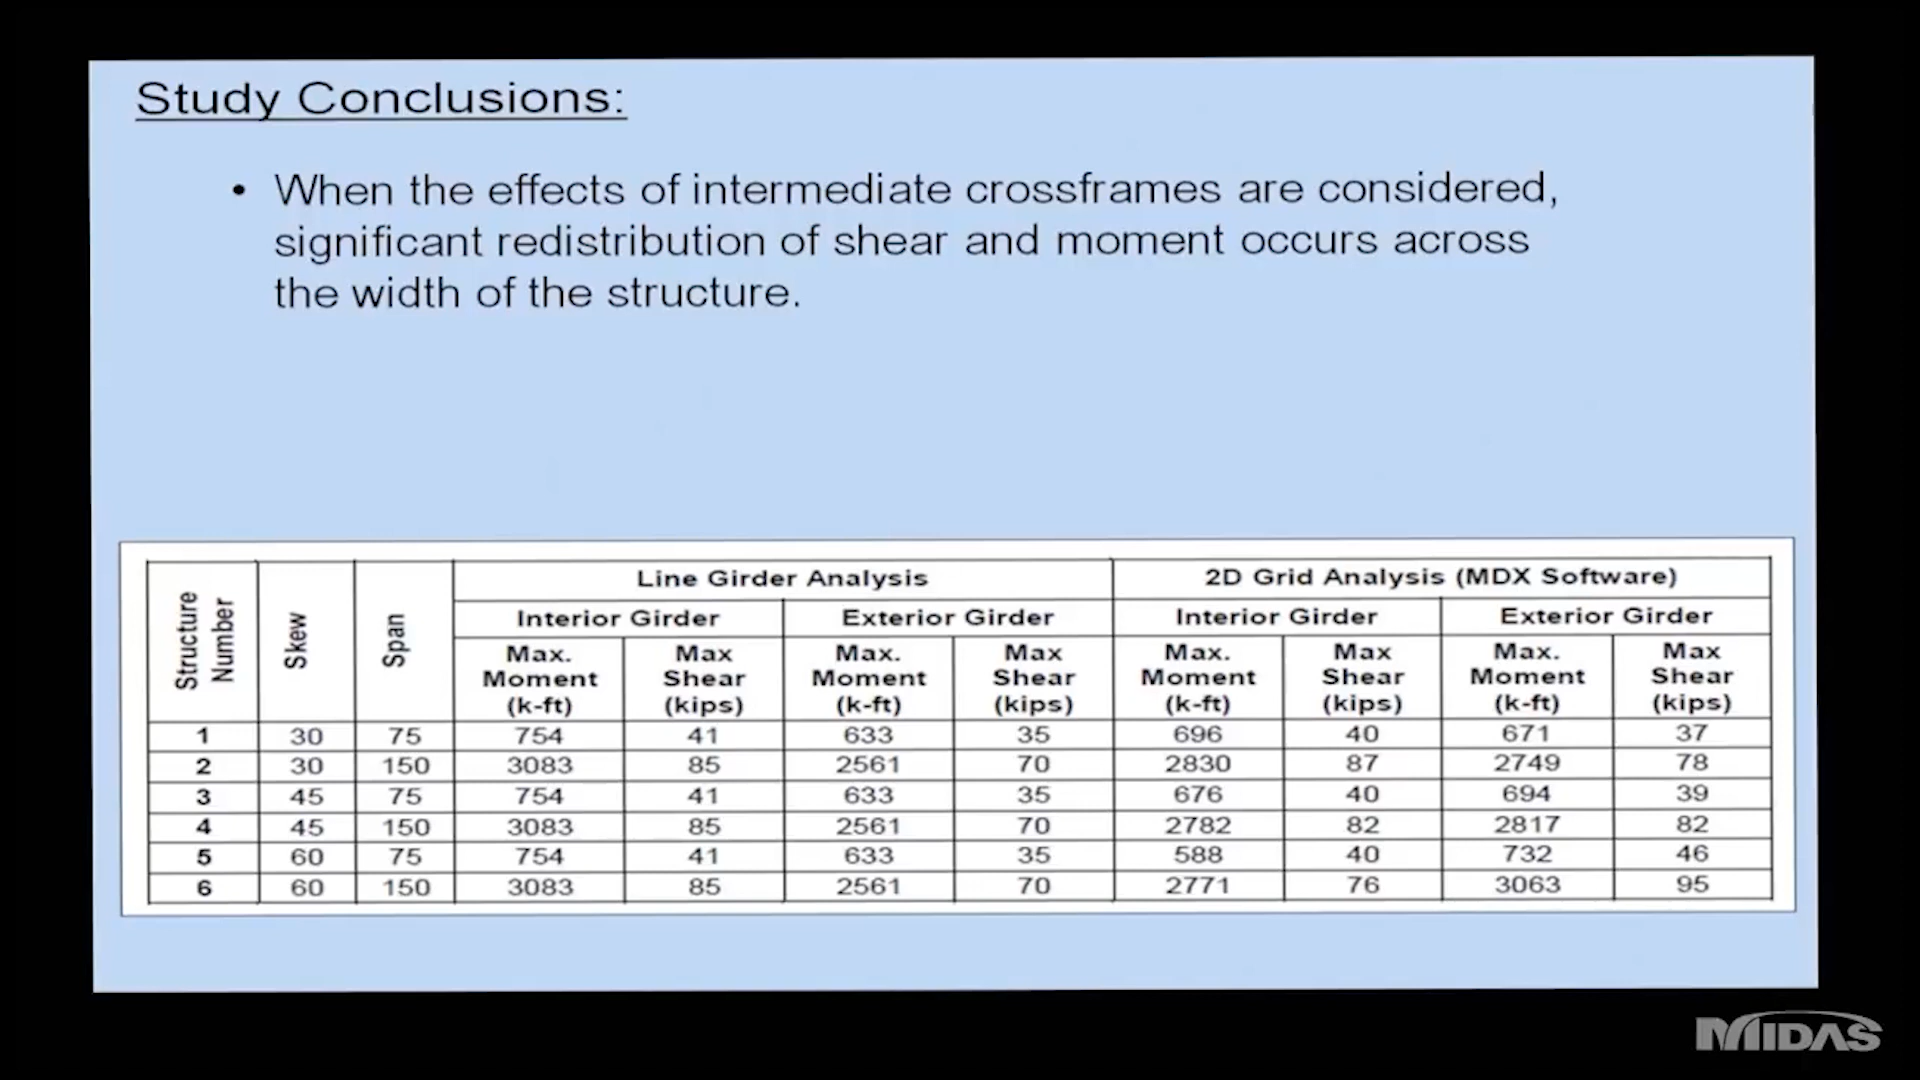 Study Conclusions:
• When the effects of intermediate crossframes are considered,
significant redistribution of shear and moment occurs across
the width of the structure.
Structure Number Skew Span Line Girder Analysis 2D Grid Analysis (MDX Software)
Interior Girder Exterior Girder Interior Girder Exterior Girder
Max. Moment (k-ft) Max Shear (kips) Max. Moment (k-ft) Max Shear (kips) Max. Moment (k-ft) Max Shear (kips) Max. Moment (k-ft) Max Shear (kips)
1 30 75 754 41 633 35 696 40 671 37
2 30 150 3083 85 2561 70 2830 87 2749 78
3 45 75 754 41 633 35 676 40 694 39
4 45 150 3083 85 2561 70 2782 82 2817 82
5 60 75 754 41 633 35 588 40 732 46
6 60 150 3083 85 2561 70 2771 76 3063 95
MIDAS